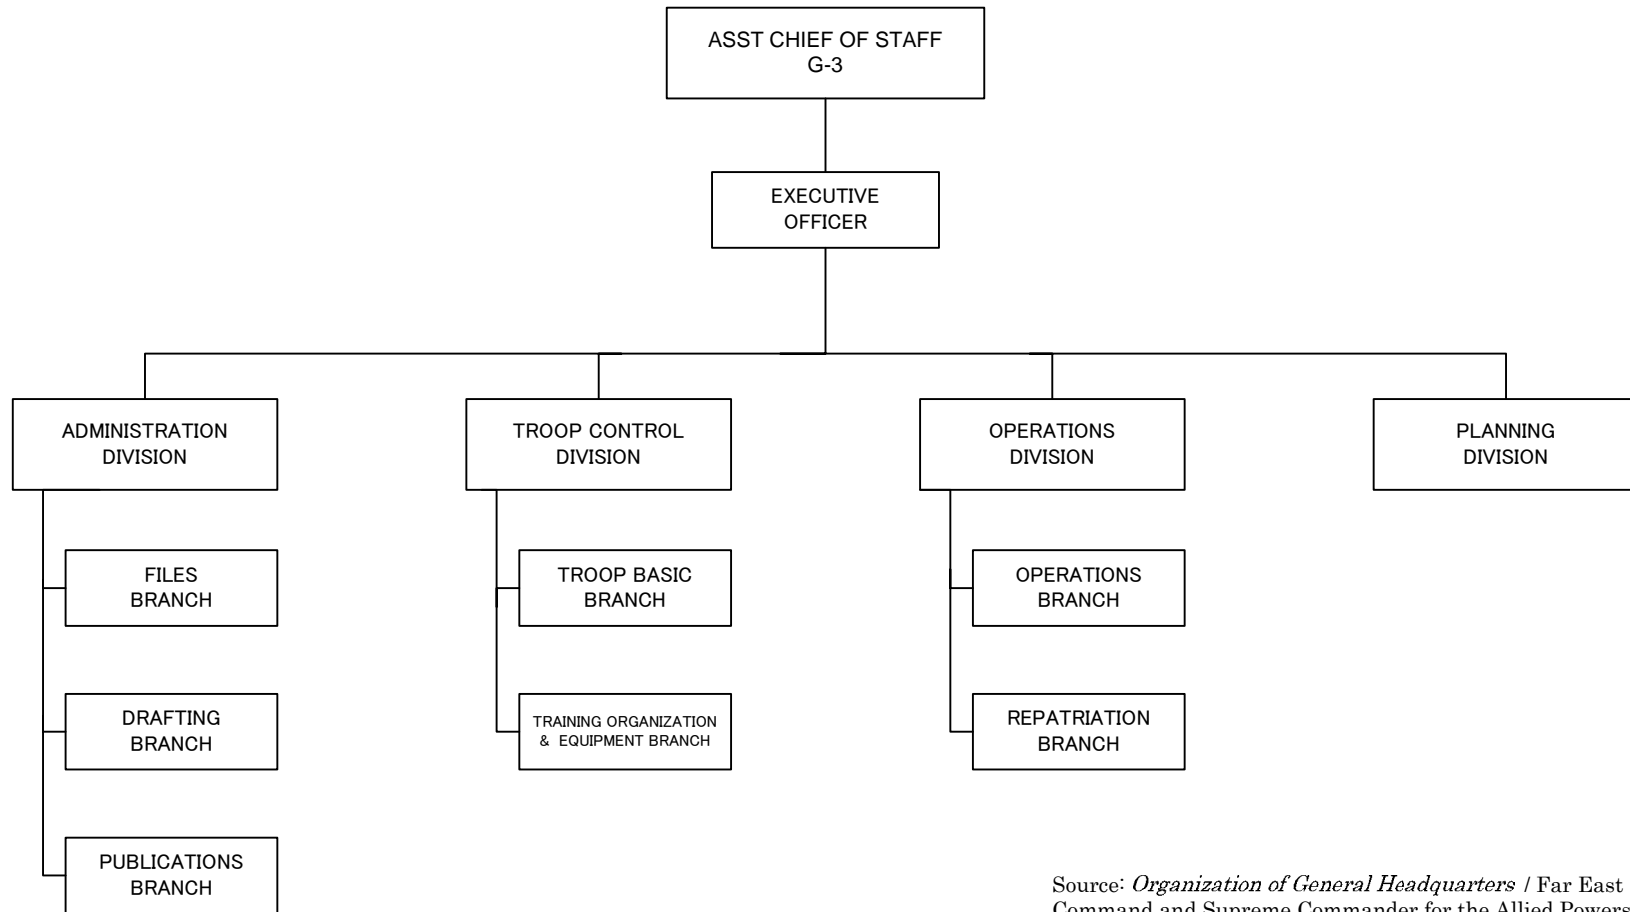 ASST CHIEF OF STAFF
G-3
EXECUTIVE
OFFICER
ADMINISTRATION
DIVISION
TROOP CONTROL
DIVISION
OPERATIONS
DIVISION
PLANNING
DIVISION
FILES
BRANCH
TROOP BASIC
BRANCH
OPERATIONS
BRANCH
DRAFTING
BRANCH
TRAINING ORGANIZATION
& EQUIPMENT BRANCH
REPATRIATION
BRANCH
PUBLICATIONS
BRANCH
Source: Organization of General Headquarters / Far East
Command and Supreme Commander for the Allied Powers